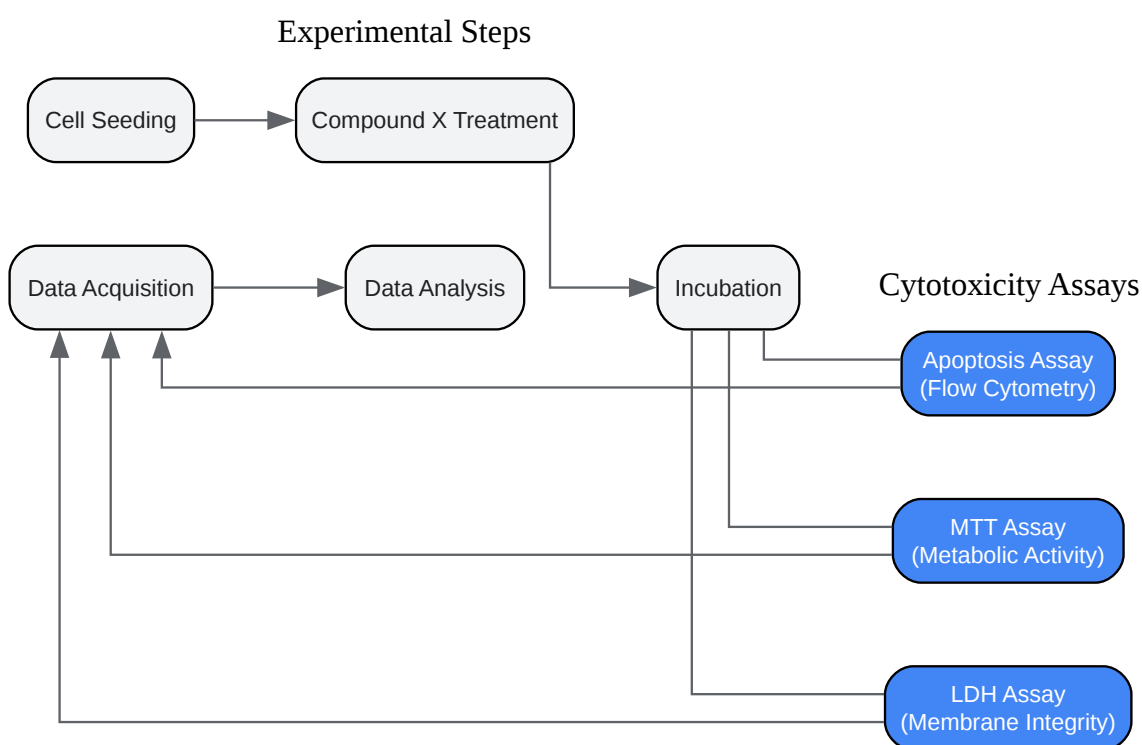 Experimental Steps
Cell Seeding
Compound X Treatment
Data Acquisition
Data Analysis
Incubation
Cytotoxicity Assays
Apoptosis Assay
(Flow Cytometry)
MTT Assay
(Metabolic Activity)
LDH Assay
(Membrane Integrity)